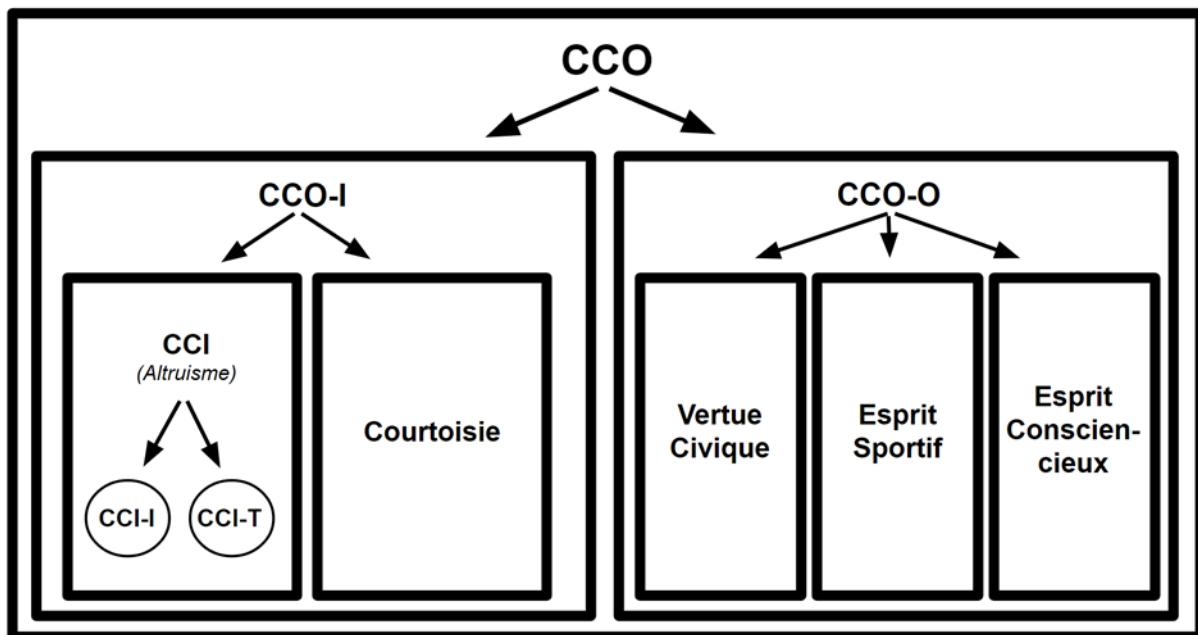 CCO
CCO-I
CCO-O
CCI
(Altruisme)
CCI-I
CCI-T
Courtoisie
Vertue
Civique
Esprit
Sportif
Esprit
Conscien-
cieux